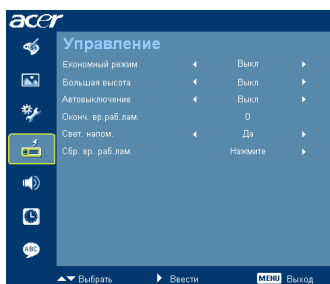 acer
Управление
Економный режим Выкл
Большая высота Выкл
Автовыключение Выкл
Оконч. вр.раб.лам. 0
Свет. напом. Да
Сбр. вр. раб.лам. Нажмите
ABC
Выбрать Ввести MENU Выход